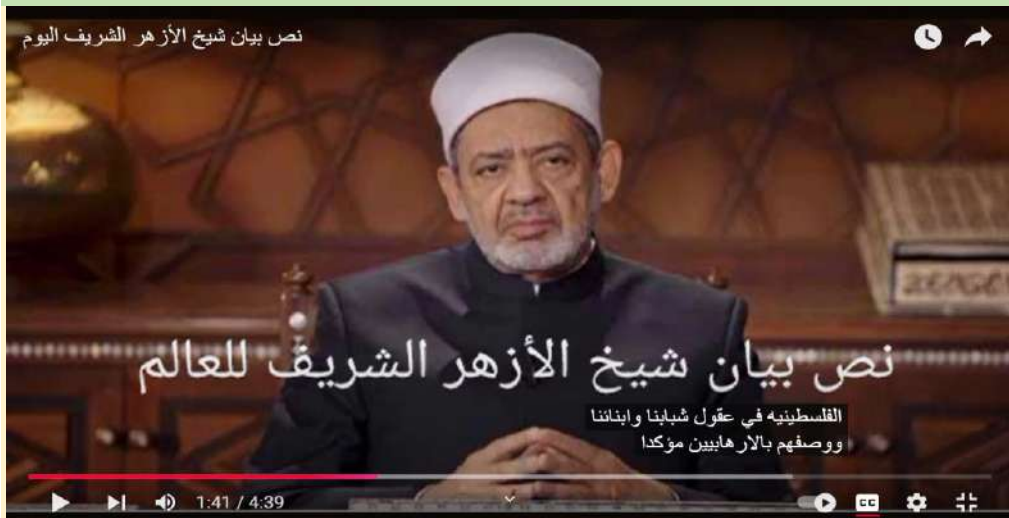 نص بيان شيخ الأزهر الشريف اليوم
نص بيان شيخ الأزهر الشريف للعالم
الفلسطينيه في عقول شبابنا وابنائنا
ووصفهم بالارهابيين مؤكدا
1:41 / 4:39
CC